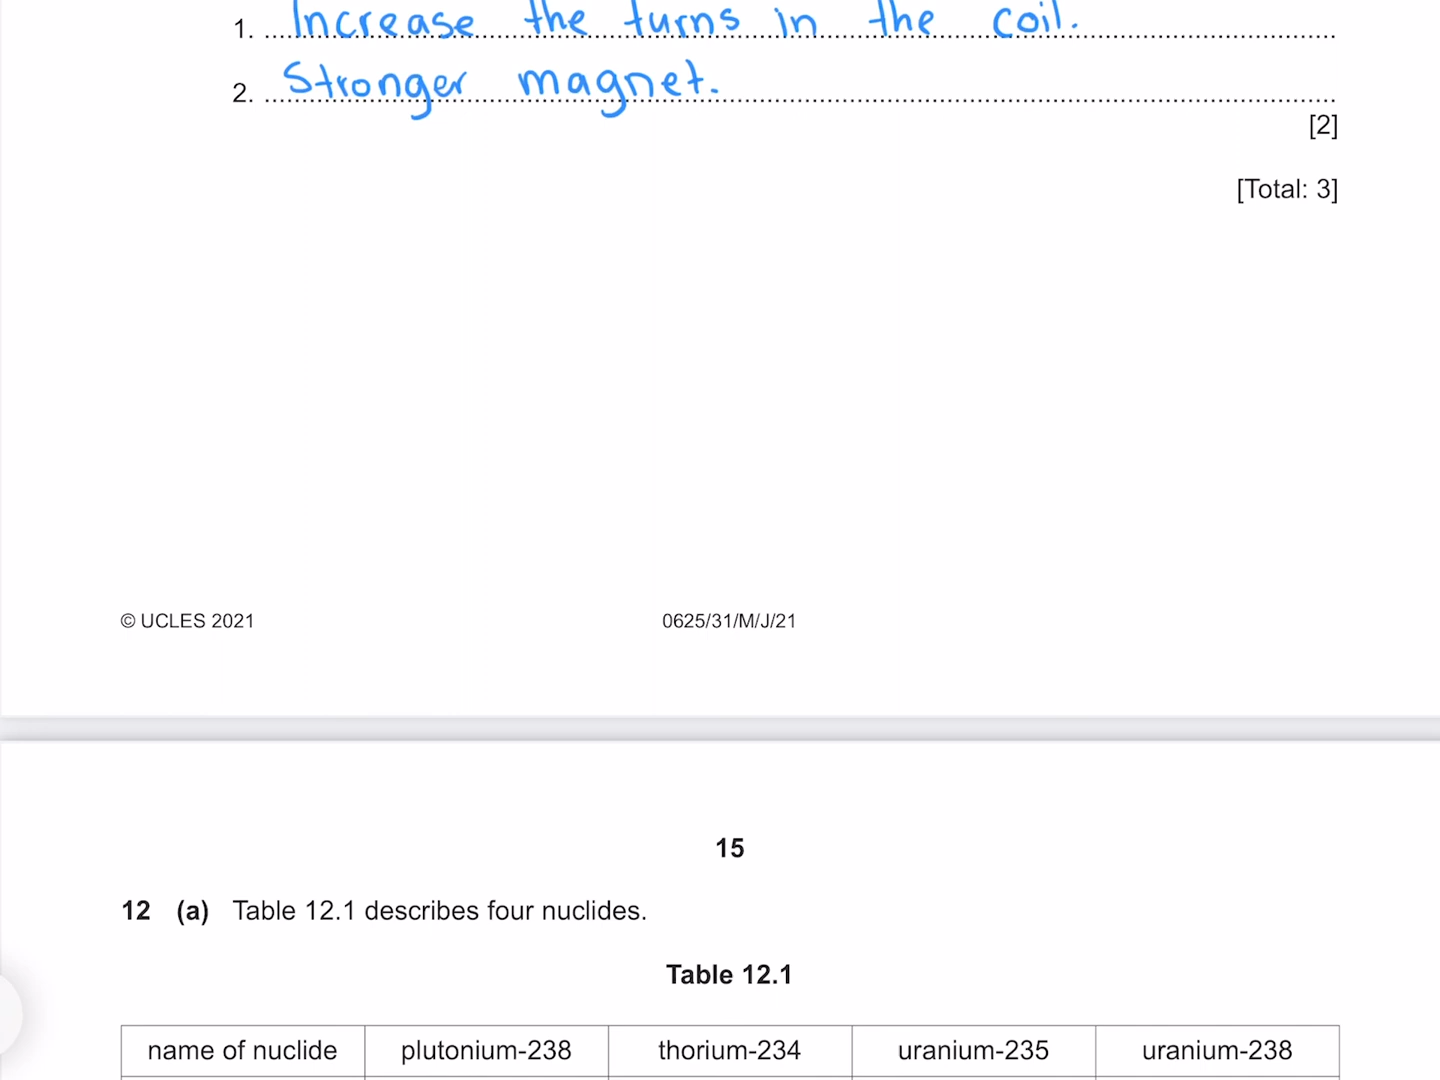 1. Increase the turns in the coil.
2. Stronger magnet.
[2]
[Total: 3]
© UCLES 2021 0625/31/M/J/21
15
12 (a) Table 12.1 describes four nuclides.
Table 12.1
name of nuclide plutonium-238 thorium-234 uranium-235 uranium-238